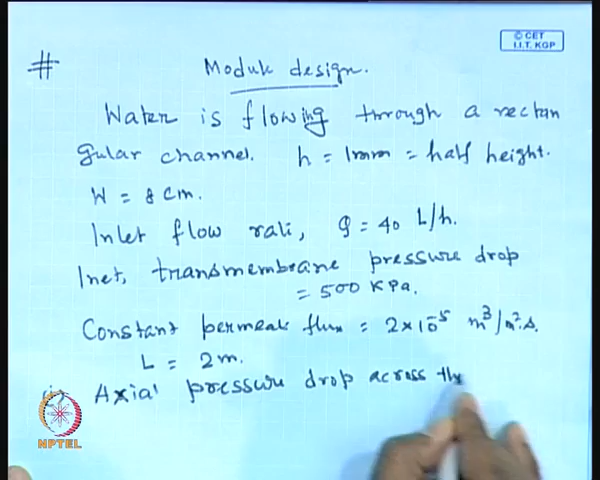 © CET
I.I.T. KGP
# Module design.
Water is flowing through a rectan
gular channel. h = 1mm = half height.
W = 8 cm.
Inlet flow rate, Q = 40 L/h.
Inet, transmembrane pressure drop
= 500 KPa.
Constant permeate flux = 2×10⁻⁵ m³/m².s.
L = 2m.
(i) Axial pressure drop across the
NPTEL